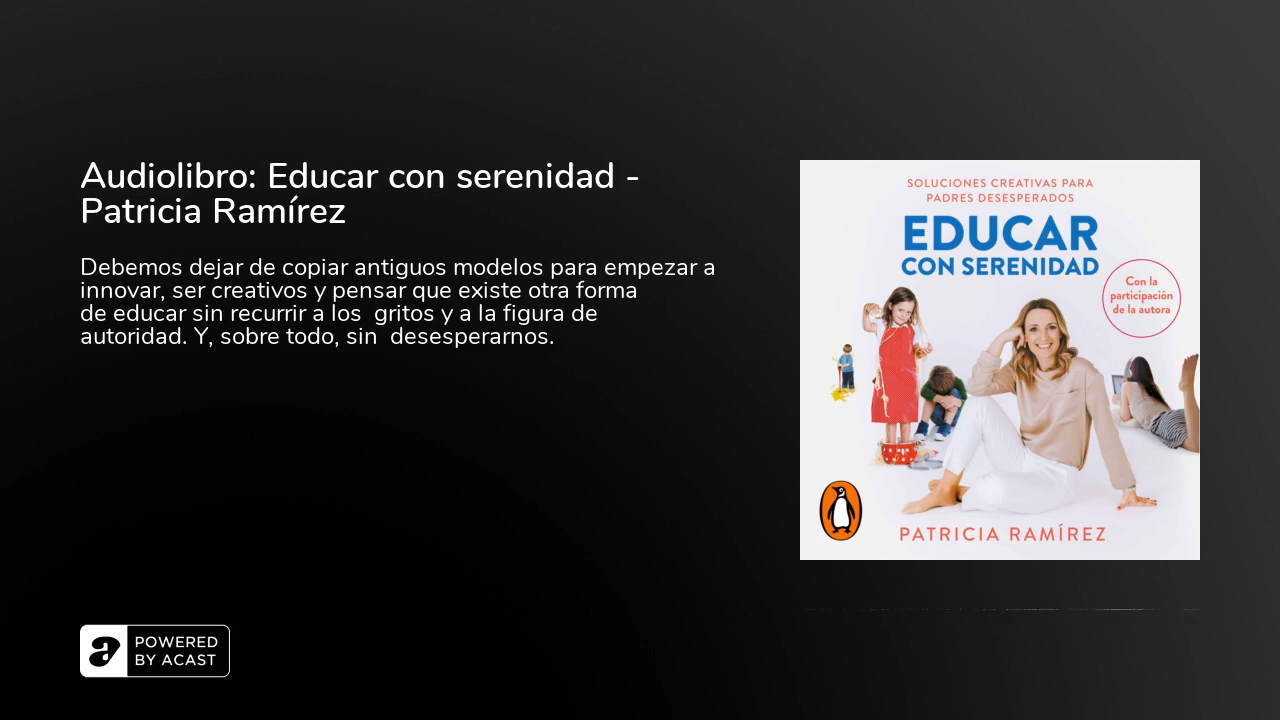 Audiolibro: Educar con serenidad -
Patricia Ramírez
Debemos dejar de copiar antiguos modelos para empezar a
innovar, ser creativos y pensar que existe otra forma
de educar sin recurrir a los  gritos y a la figura de
autoridad. Y, sobre todo, sin  desesperarnos.
SOLUCIONES CREATIVAS PARA
PADRES DESESPERADOS
EDUCAR
CON SERENIDAD
Con la
participación
de la autora
PATRICIA RAMÍREZ
POWERED
BY ACAST